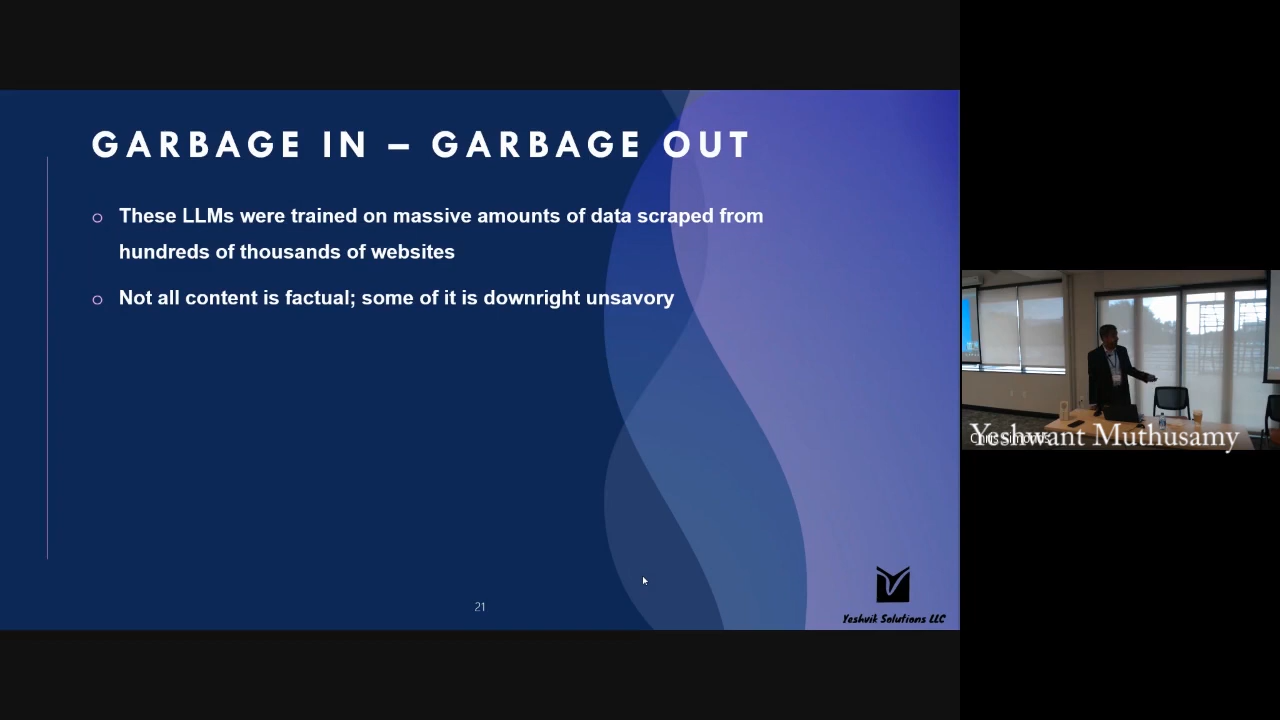 GARBAGE IN – GARBAGE OUT
These LLMs were trained on massive amounts of data scraped from
hundreds of thousands of websites
Not all content is factual; some of it is downright unsavory
21
Yeshvik Solutions LLC
Yeshwant Muthusamy